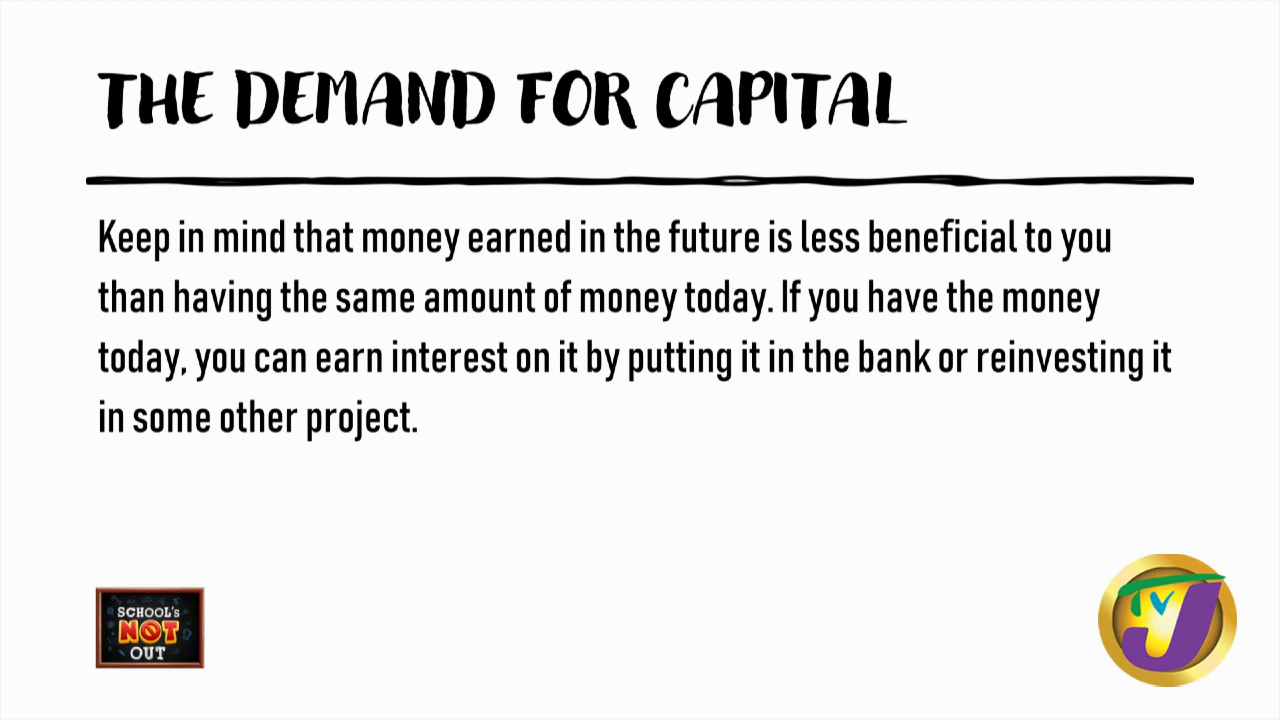 THE DEMAND FOR CAPITAL
Keep in mind that money earned in the future is less beneficial to you
than having the same amount of money today. If you have the money
today, you can earn interest on it by putting it in the bank or reinvesting it
in some other project.
SCHOOL's
NOT
OUT
TVJ